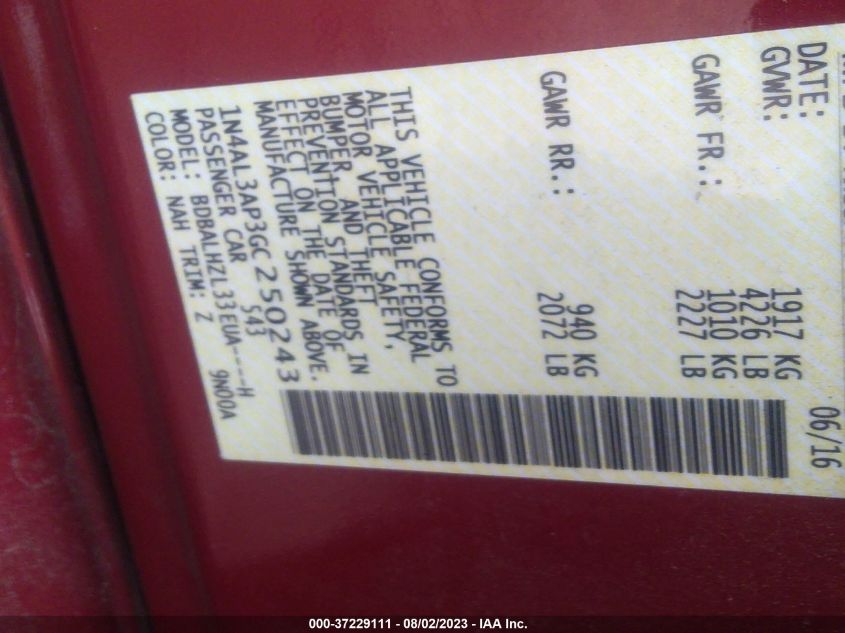 DATE: 06/16
GVWR: 1917 KG
4226 LB
GAWR FR.: 1010 KG
2227 LB
GAWR RR.: 940 KG
2072 LB
THIS VEHICLE CONFORMS TO
ALL APPLICABLE FEDERAL
MOTOR VEHICLE SAFETY,
BUMPER, AND THEFT
PREVENTION STANDARDS IN
EFFECT ON THE DATE OF
MANUFACTURE SHOWN ABOVE.
1N4AL3AP3GC250243
PASSENGER CAR 543
MODEL: BDBALHZL33EUA----H
COLOR: NAH TRIM: Z 9N00A
000-37229111 - 08/02/2023 - IAA Inc.